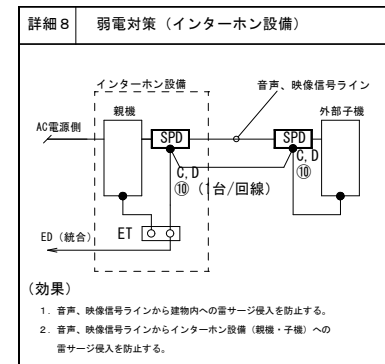 詳細８　弱電対策（インターホン設備）
インターホン設備
音声、映像信号ライン
親機
外部子機
AC電源側
SPD
SPD
C, D
⑩（1台/回線）
C, D
⑩
ET
ED（統合）
(効果)
１．音声、映像信号ラインから建物内への雷サージ侵入を防止する。
２．音声、映像信号ラインからインターホン設備（親機・子機）への
雷サージ侵入を防止する。